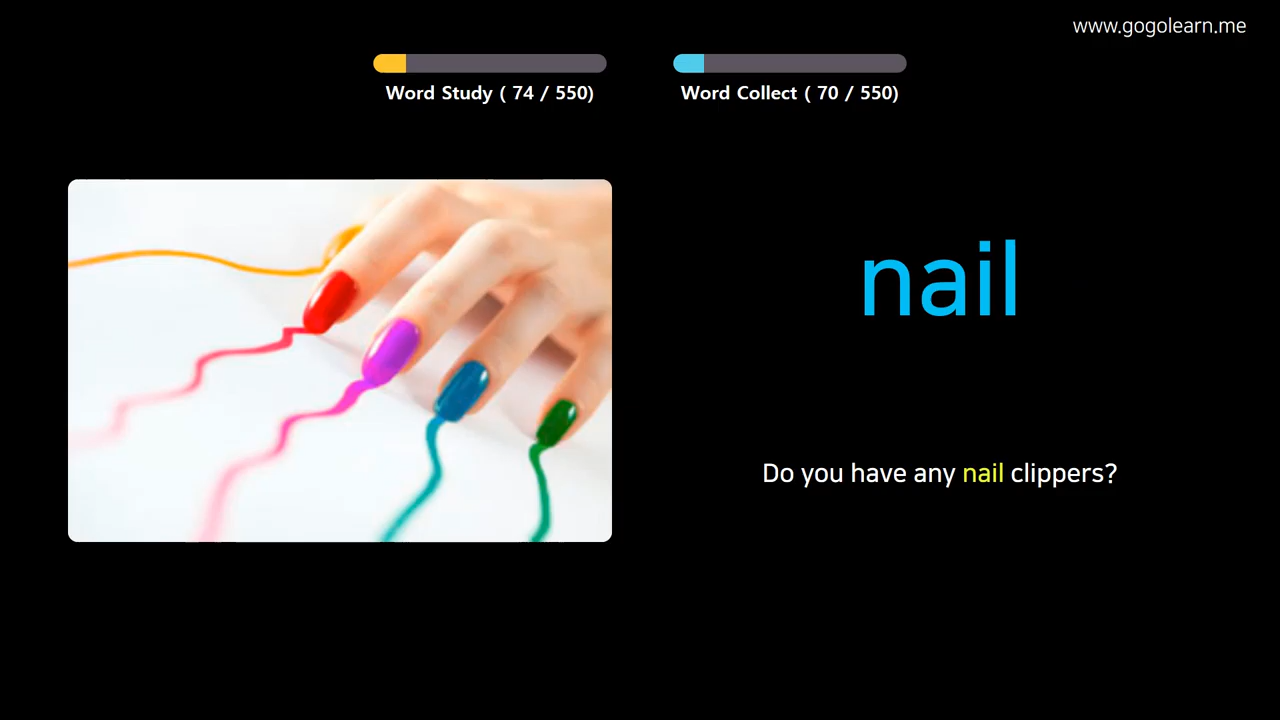 www.gogolearn.me
Word Study ( 74 / 550)
Word Collect ( 70 / 550)
nail
Do you have any nail clippers?